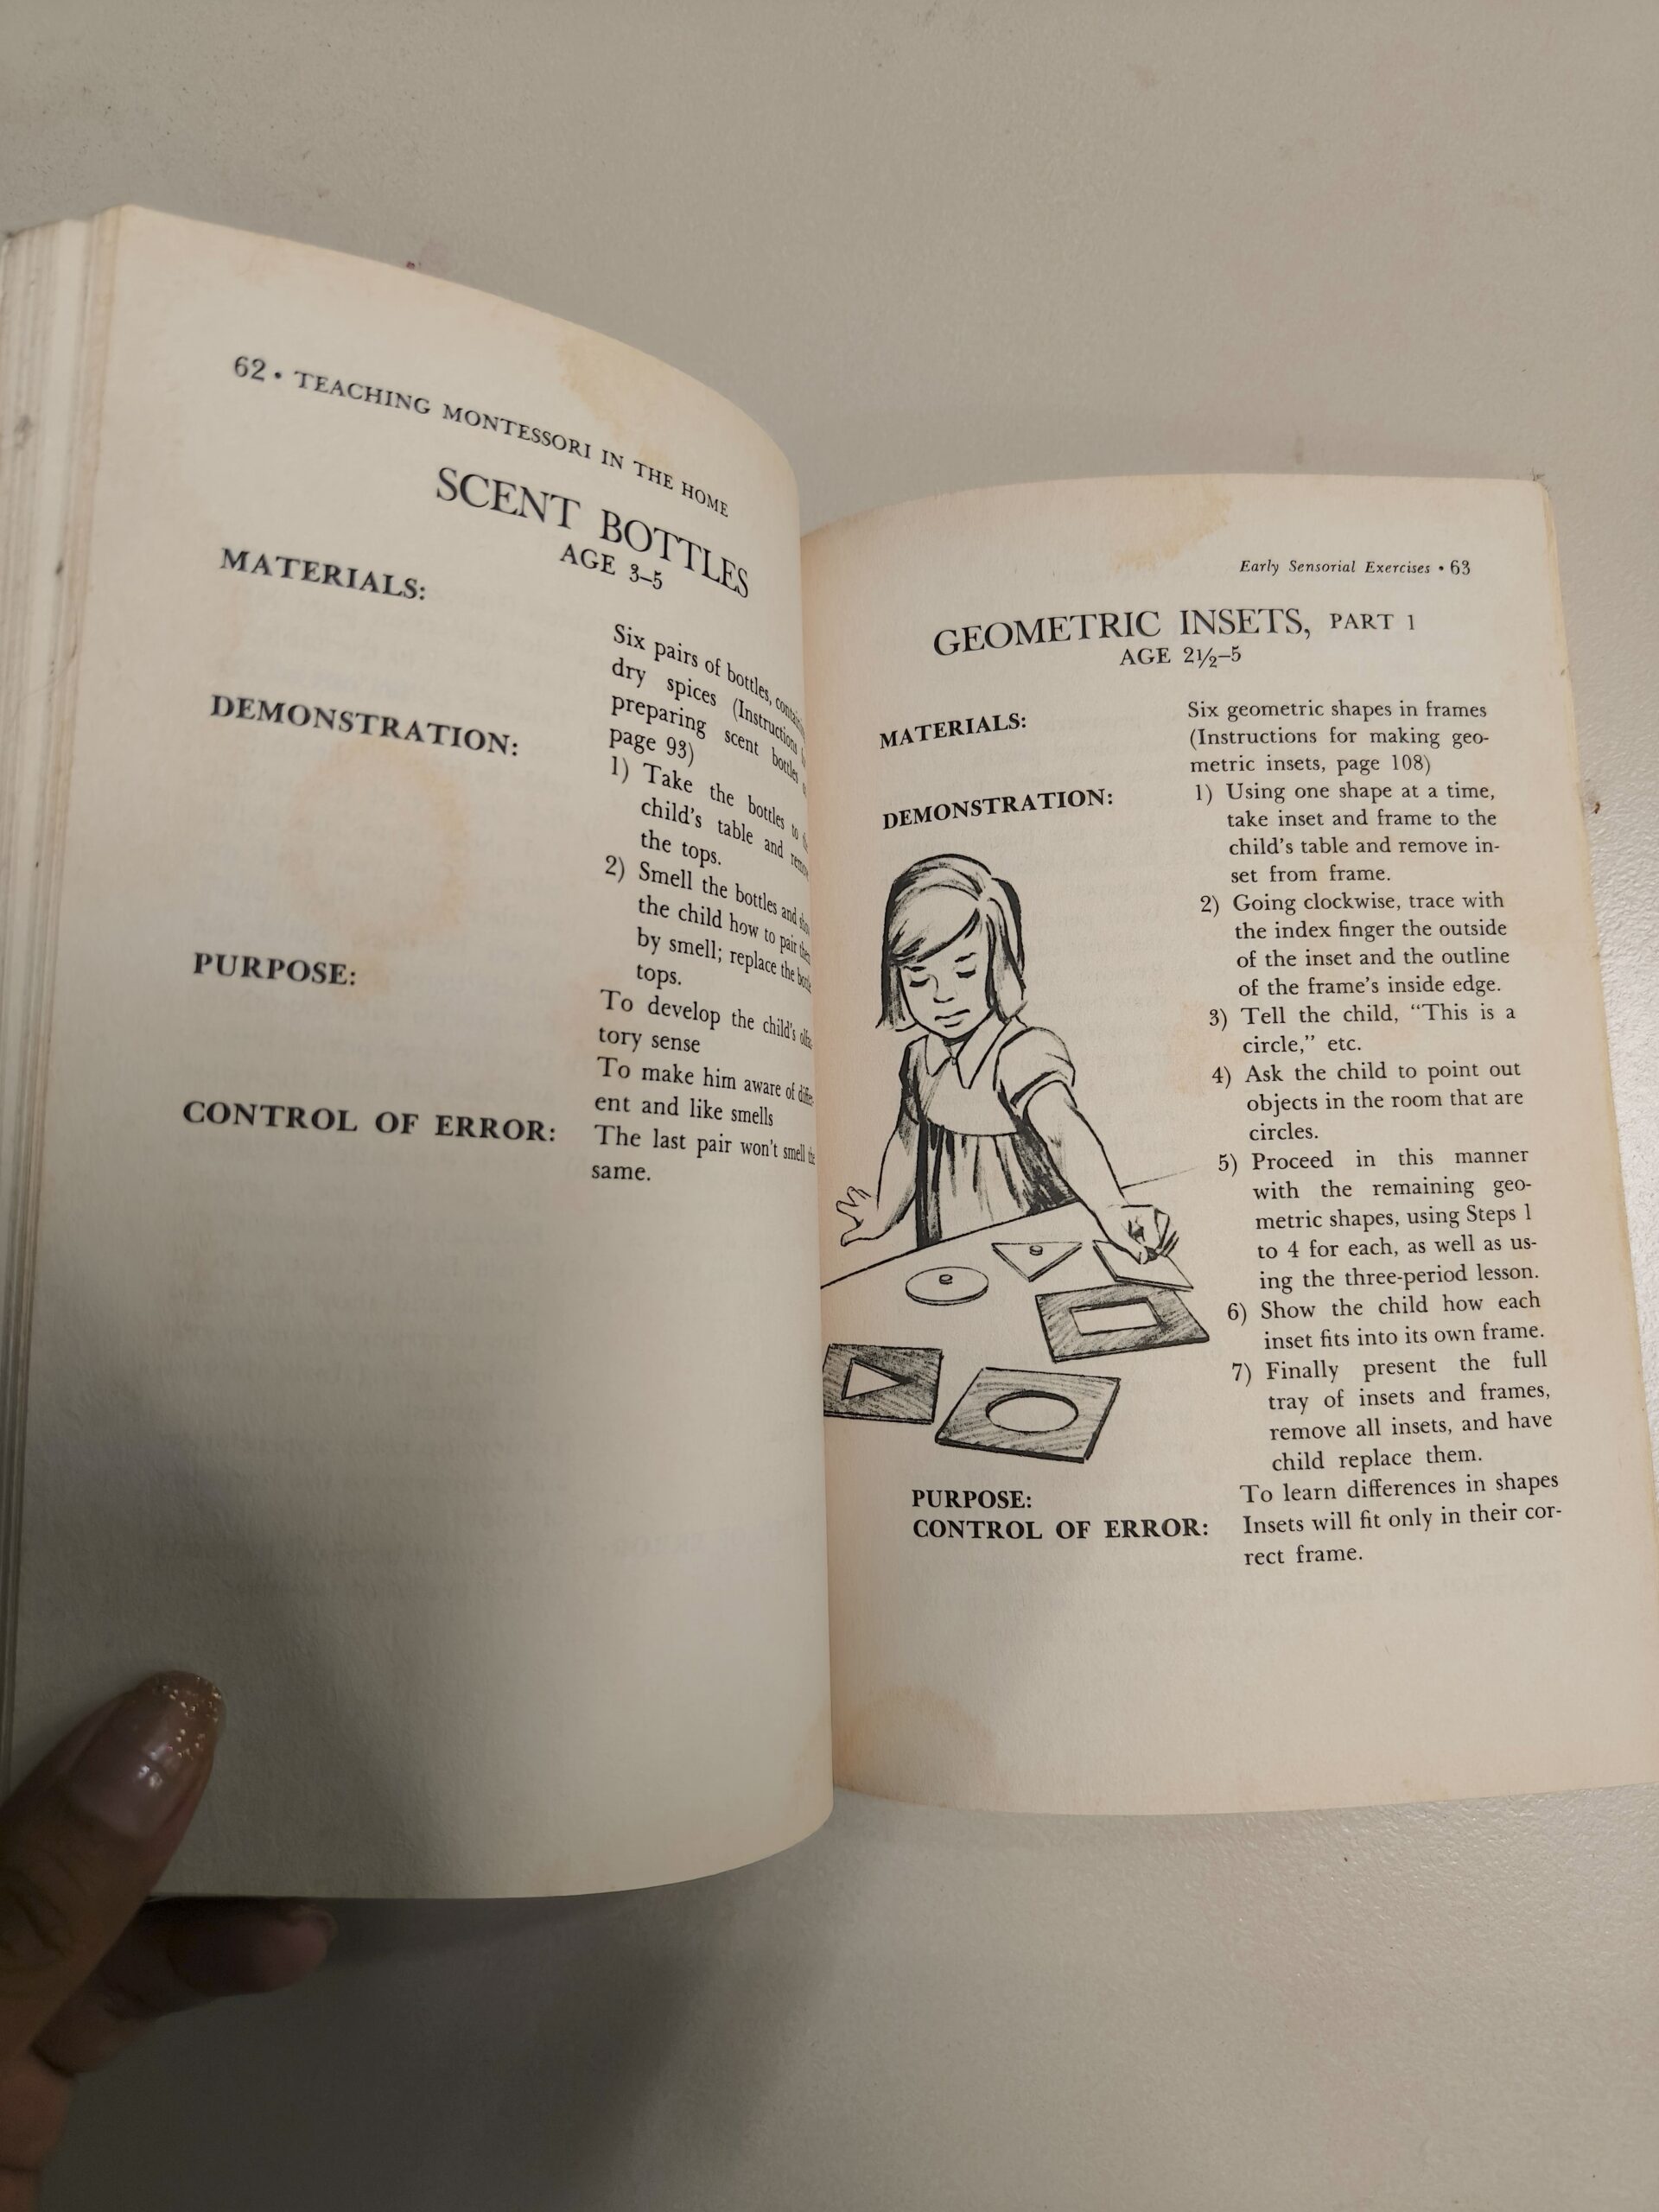 62 • TEACHING MONTESSORI IN THE HOME
SCENT BOTTLES
AGE 3–5
MATERIALS:
Six pairs of bottles,
dry spices (Instructions
preparing scent bottles
page 93)
DEMONSTRATION:
1) Take the bottles to
child's table and
the tops.
2) Smell the bottles and
the child how to pair
by smell; replace the
tops.
PURPOSE:
To develop the child's
tory sense
To make him aware of
ent and like smells
CONTROL OF ERROR:
The last pair won't smell
same.
Early Sensorial Exercises • 63
GEOMETRIC INSETS, PART 1
AGE 2½–5
MATERIALS:
Six geometric shapes in frames
(Instructions for making geo-
metric insets, page 108)
DEMONSTRATION:
1) Using one shape at a time,
take inset and frame to the
child's table and remove in-
set from frame.
2) Going clockwise, trace with
the index finger the outside
of the inset and the outline
of the frame's inside edge.
3) Tell the child, “This is a
circle,” etc.
4) Ask the child to point out
objects in the room that are
circles.
5) Proceed in this manner
with the remaining geo-
metric shapes, using Steps 1
to 4 for each, as well as us-
ing the three-period lesson.
6) Show the child how each
inset fits into its own frame.
7) Finally present the full
tray of insets and frames,
remove all insets, and have
child replace them.
PURPOSE:
To learn differences in shapes
CONTROL OF ERROR:
Insets will fit only in their cor-
rect frame.